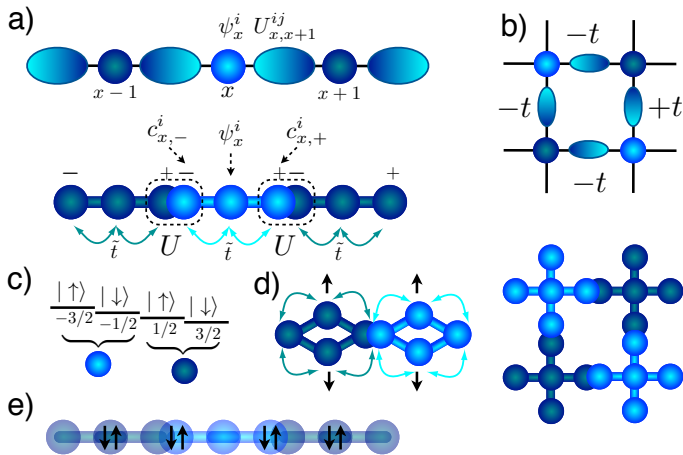 a)
ψ^i_x U^{ij}_{x,x+1}
x − 1
x
x + 1
c^i_{x,-}
ψ^i_x
c^i_{x,+}
−
+
−
+
−
+
t̃
U
t̃
U
t̃
b)
−t
−t
+t
−t
c)
| ↑⟩
| ↓⟩
| ↑⟩
| ↓⟩
−3/2
−1/2
1/2
3/2
d)
e)